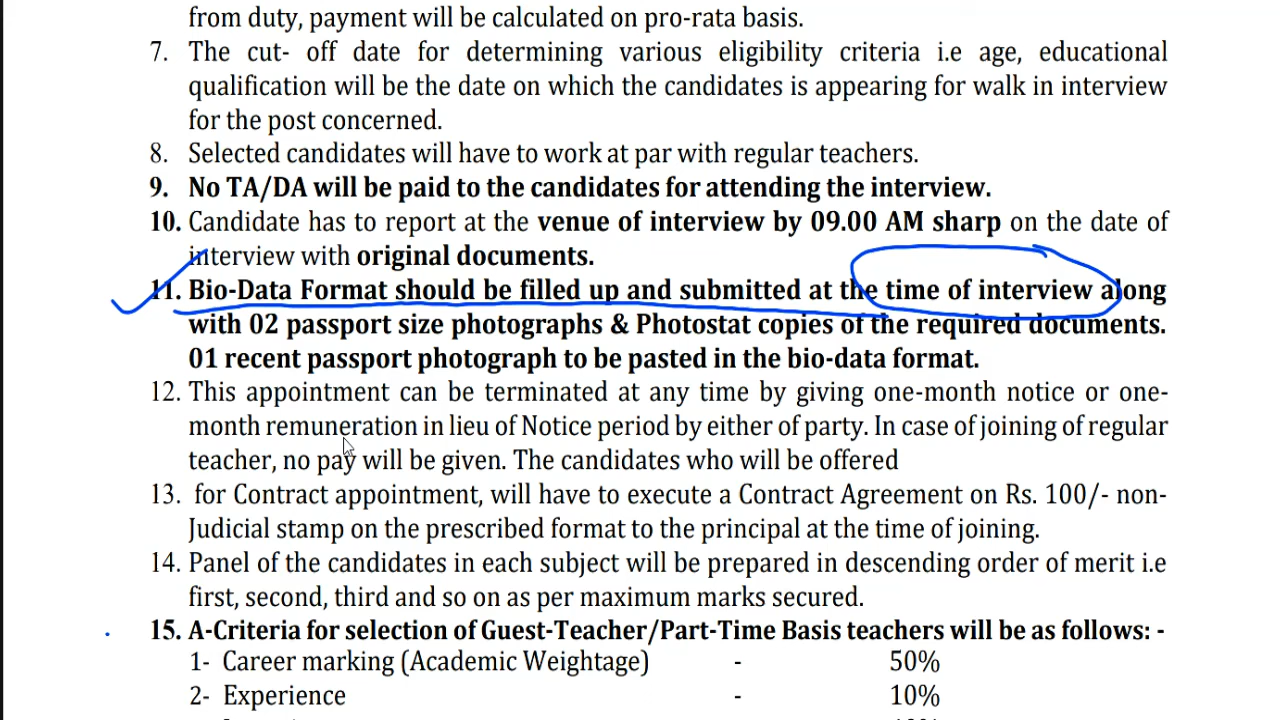 from duty, payment will be calculated on pro-rata basis.
7. The cut- off date for determining various eligibility criteria i.e age, educational
qualification will be the date on which the candidates is appearing for walk in interview
for the post concerned.
8. Selected candidates will have to work at par with regular teachers.
9. No TA/DA will be paid to the candidates for attending the interview.
10. Candidate has to report at the venue of interview by 09.00 AM sharp on the date of
interview with original documents.
11. Bio-Data Format should be filled up and submitted at the time of interview along
with 02 passport size photographs & Photostat copies of the required documents.
01 recent passport photograph to be pasted in the bio-data format.
12. This appointment can be terminated at any time by giving one-month notice or one-
month remuneration in lieu of Notice period by either of party. In case of joining of regular
teacher, no pay will be given. The candidates who will be offered
13. for Contract appointment, will have to execute a Contract Agreement on Rs. 100/- non-
Judicial stamp on the prescribed format to the principal at the time of joining.
14. Panel of the candidates in each subject will be prepared in descending order of merit i.e
first, second, third and so on as per maximum marks secured.
15. A-Criteria for selection of Guest-Teacher/Part-Time Basis teachers will be as follows: -
1- Career marking (Academic Weightage) - 50%
2- Experience - 10%